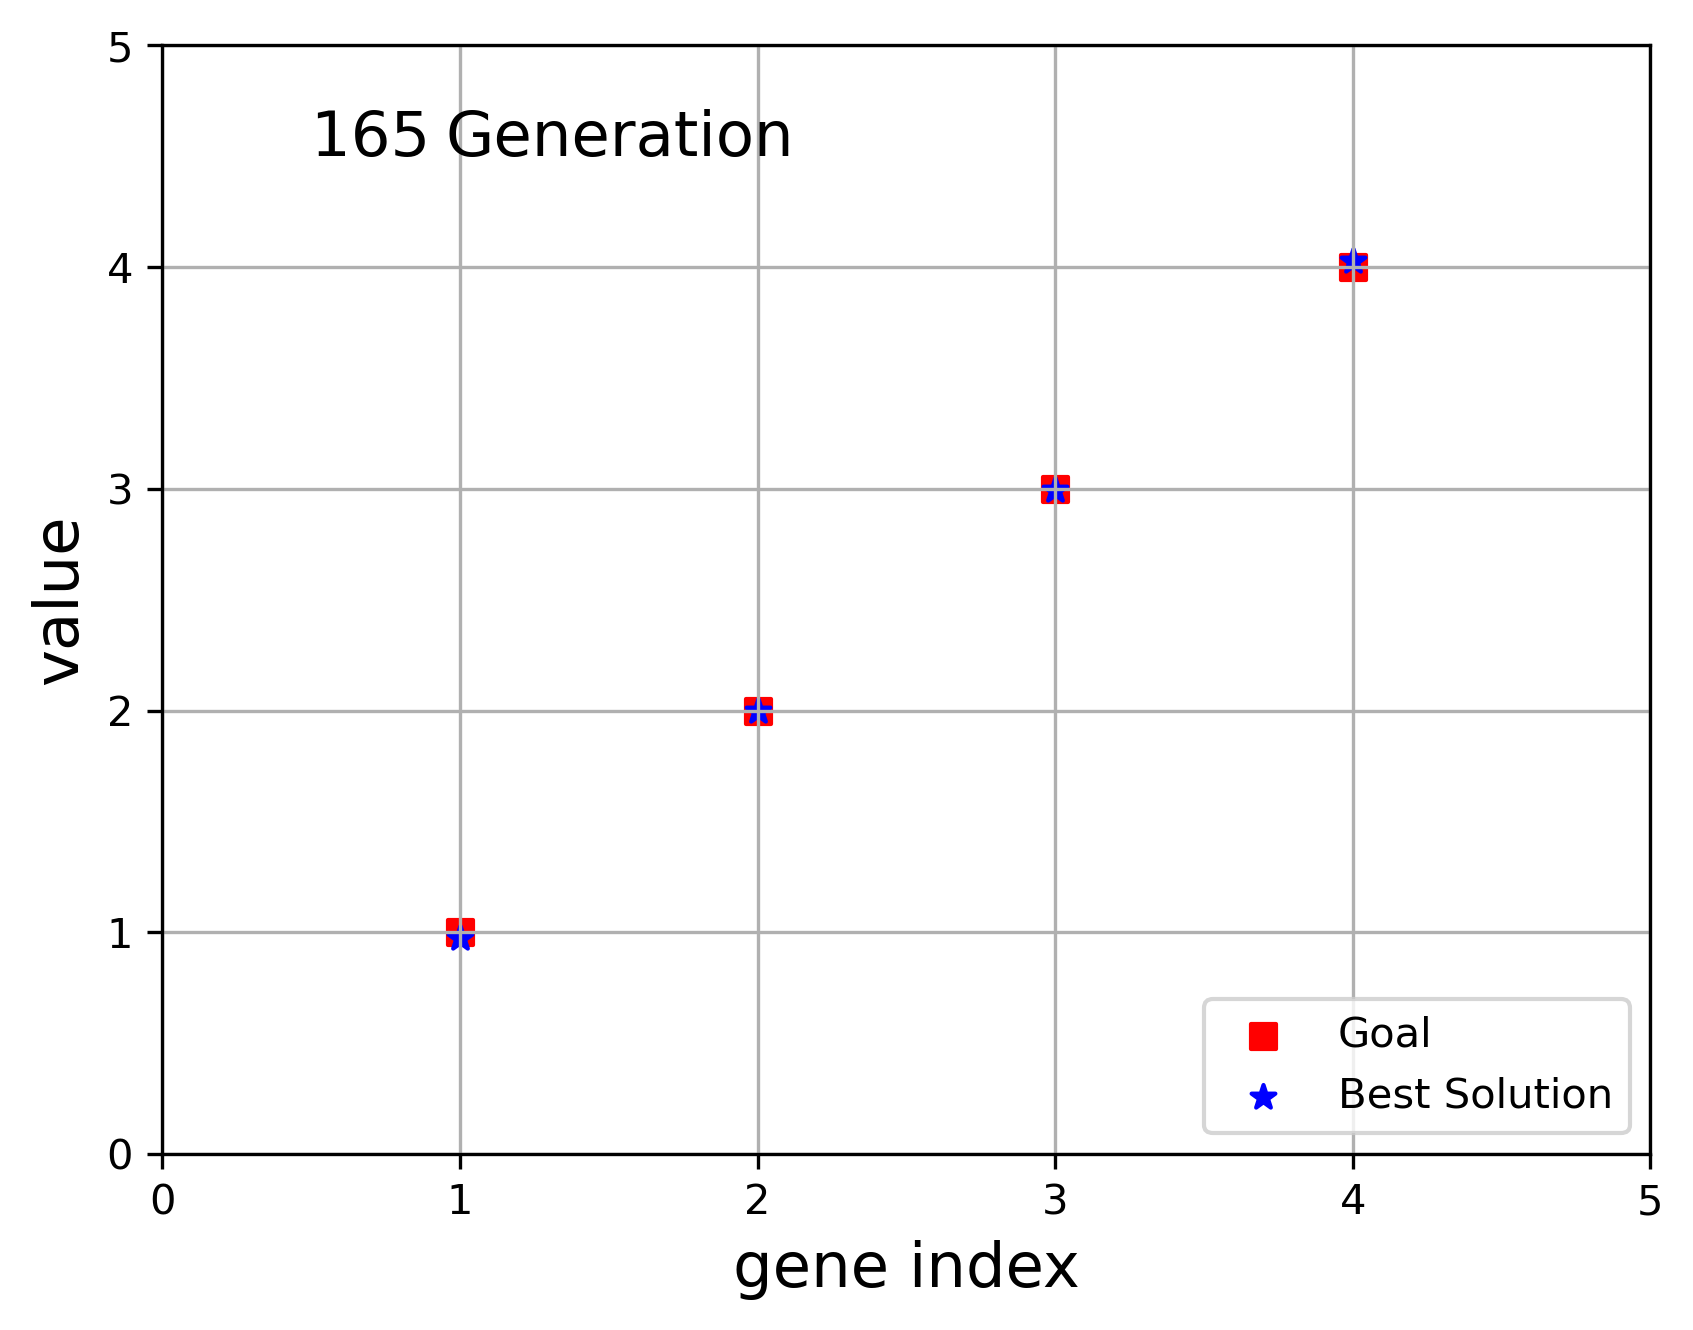 165 Generation
5
4
3
2
1
0
value
0 1 2 3 4 5
gene index
Goal
Best Solution